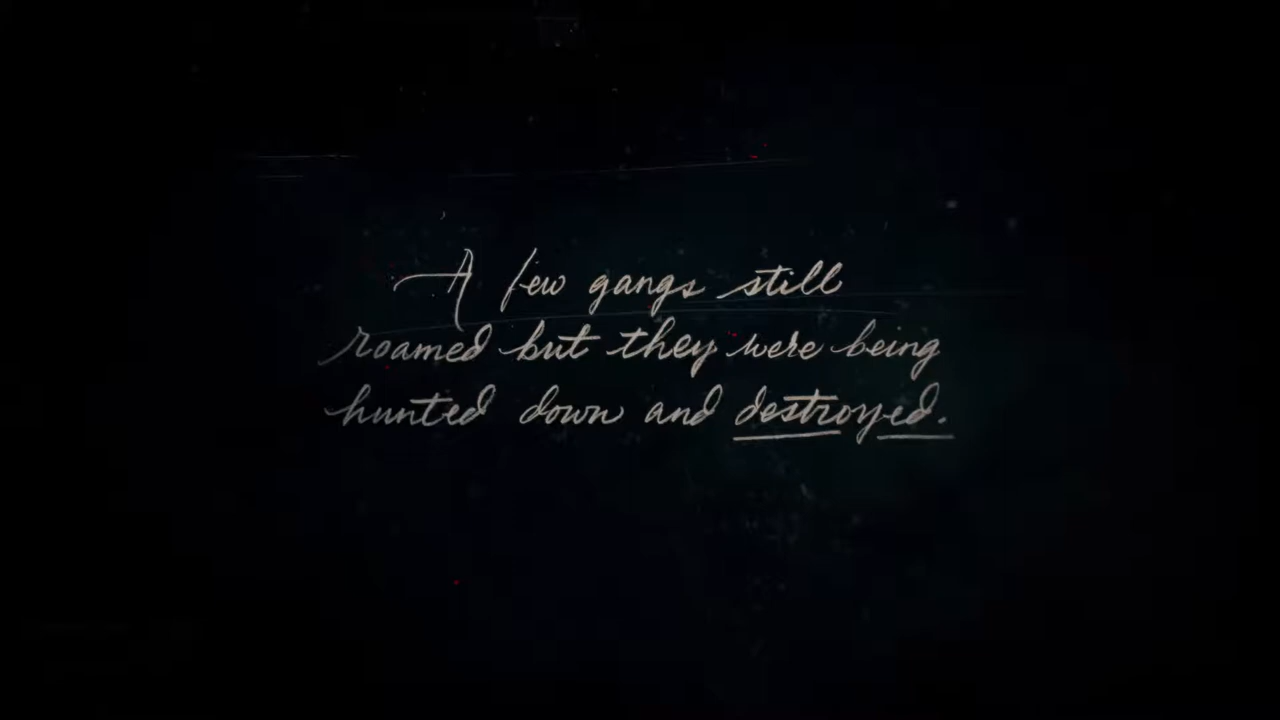 A few gangs still
roamed but they were being
hunted down and destroyed.